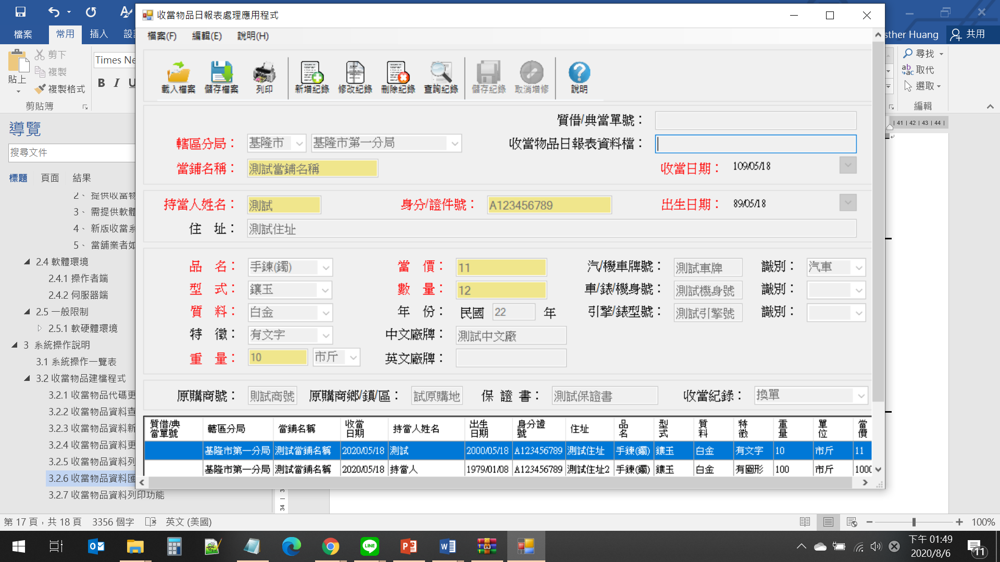 收當物品日報表處理應用程式
檔案(F) 編輯(E) 說明(H)
載入檔案 儲存檔案 列印 新增紀錄 修改紀錄 刪除紀錄 查詢紀錄 儲存紀錄 取消增修 說明
質借/典當單號：
轄區分局： 基隆市 基隆市第一分局 收當物品日報表資料檔：
當鋪名稱： 測試當鋪名稱 收當日期： 109/05/18
持當人姓名： 測試 身分/證件號： A123456789 出生日期： 89/05/18
住 址： 測試住址
品 名： 手鍊(鐲) 當 價： 11 汽/機車牌號： 測試車牌 識別： 汽車
型 式： 鑲玉 數 量： 12 車/錶/機身號： 測試機身號 識別：
質 料： 白金 年 份： 民國 22 年 引擎/錶型號： 測試引擎號 識別：
特 徵： 有文字 中文廠牌： 測試中文廠
重 量： 10 市斤 英文廠牌：
原購商號： 則試商號 原購商鄉/鎮/區： 試原購地 保 證 書： 測試保證書 收當紀錄： 換單
質借/典當單號 轄區分局 當鋪名稱 收當日期 持當人姓名 出生日期 身分證號 住址 品名 型式 質料 特徵 重量 單位 當價
基隆市第一分局 測試當鋪名稱 2020/05/18 測試 2000/05/18 A123456789 測試住址 手鍊(鐲) 鑲玉 白金 有文字 10 市斤 11
基隆市第一分局 測試當鋪名稱 2020/05/18 持當人 1979/01/08 A123456789 測試住址2 手鍊(鐲) 鑲玉 白金 有圖形 100 市斤
檔案 常用 插入
sther Huang 共用
貼上 剪下
複製
複製格式
剪貼簿
Times Ne
B I U
尋找
取代
選取
編輯
41 42 43 44
導覽
搜尋文件
標題 頁面 結果
2、 提供收當物
3、 需提供軟體
4、 新版收當系
5、 當舖業者如
2.4 軟體環境
2.4.1 操作者端
2.4.2 伺服器端
2.5 一般限制
2.5.1 軟硬體環境
3 系統操作說明
3.1 系統操作一覽表
3.2 收當物品建檔程式
3.2.1 收當物品代碼更
3.2.2 收當物品資料查
3.2.3 收當物品資料新
3.2.4 收當物品資料更
3.2.5 收當物品資料列
3.2.6 收當物品資料匯
3.2.7 收當物品資料列印功能
34
第 17 頁，共 18 頁 3356 個字 英文 (美國) 100%
LINE
下午 01:49
2020/8/6
11